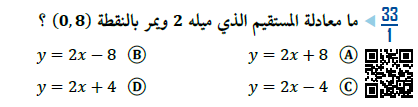 33/1 ◀ ما معادلة المستقيم الذي ميله 2 ويمر بالنقطة (0, 8) ؟
Ⓐ y = 2x + 8 Ⓑ y = 2x − 8
Ⓒ y = 2x − 4 Ⓓ y = 2x + 4